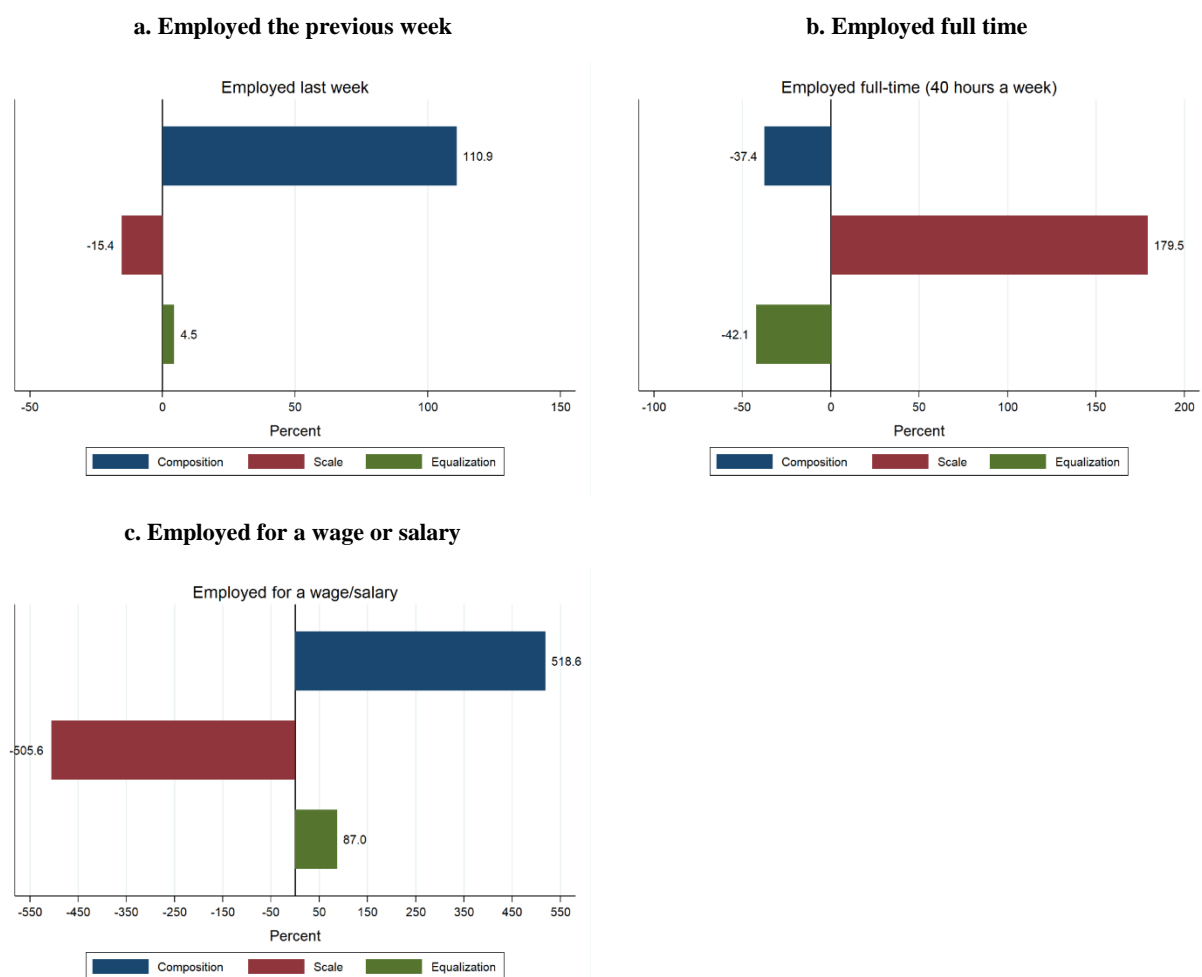 a. Employed the previous week
Employed last week
110.9
-15.4
4.5
-50 0 50 100 150
Percent
Composition Scale Equalization
b. Employed full time
Employed full-time (40 hours a week)
-37.4
179.5
-42.1
-100 -50 0 50 100 150 200
Percent
Composition Scale Equalization
c. Employed for a wage or salary
Employed for a wage/salary
518.6
-505.6
87.0
-550 -450 -350 -250 -150 -50 50 150 250 350 450 550
Percent
Composition Scale Equalization